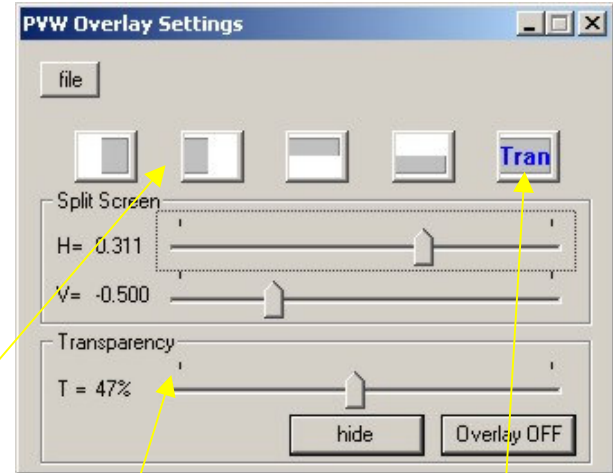 PVW Overlay Settings
file
Tran
Split Screen
H= 0.311
V= -0.500
Transparency
T = 47%
hide Overlay OFF